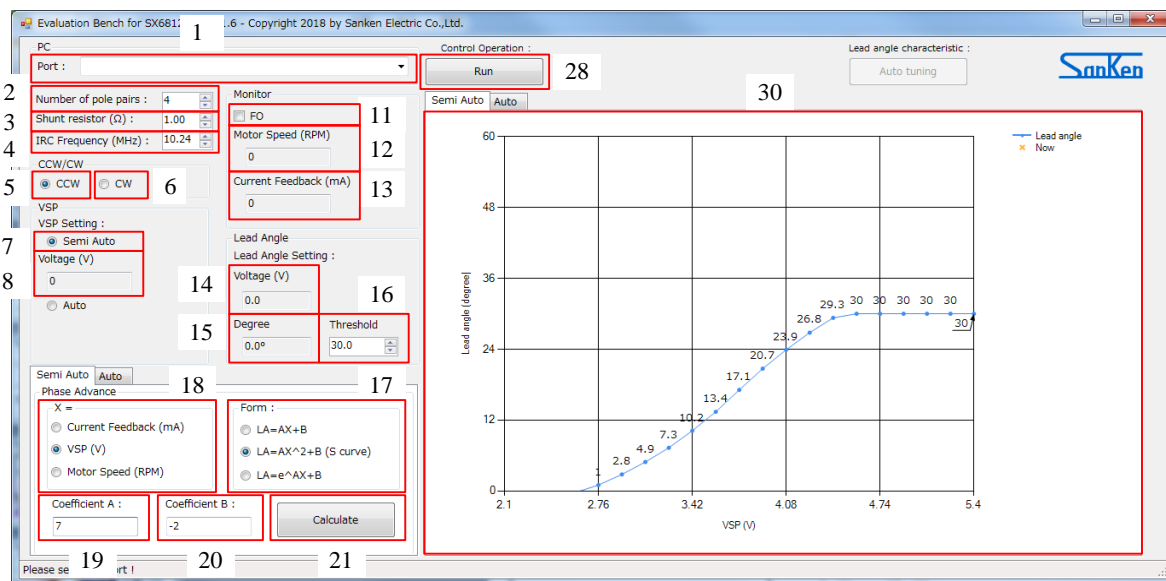 Evaluation Bench for SX6812 1.6 - Copyright 2018 by Sanken Electric Co.,Ltd.
1
PC
Port :
Control Operation :
Run
28
Lead angle characteristic :
Auto tuning
SanKen
2
Number of pole pairs : 4
3
Shunt resistor (Ω) : 1.00
4
IRC Frequency (MHz) : 10.24
CCW/CW
5
CCW
CW
6
VSP
VSP Setting :
7
Semi Auto
8
Voltage (V)
0
Auto
Monitor
FO
11
Motor Speed (RPM)
0
12
Current Feedback (mA)
0
13
Lead Angle
Lead Angle Setting :
14
Voltage (V)
0.0
15
Degree
0.0º
16
Threshold
30.0
Semi Auto Auto
Phase Advance
18
X =
Current Feedback (mA)
VSP (V)
Motor Speed (RPM)
17
Form :
LA=AX+B
LA=AX^2+B (S curve)
LA=e^AX+B
Coefficient A :
7
19
Coefficient B :
-2
20
Calculate
21
Please se rt !
Semi Auto Auto
30
Lead angle
Now
60
48
36
24
12
0
Lead angle (degree)
1 2.8 4.9 7.3 10.2 13.4 17.1 20.7 23.9 26.8 29.3 30 30 30 30 30
30
2.1 2.76 3.42 4.08 4.74 5.4
VSP (V)